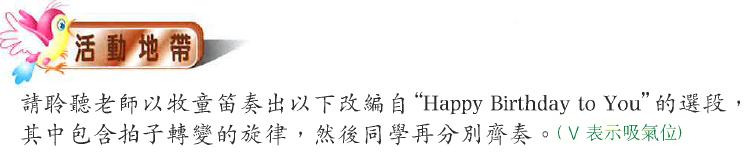 活動地帶
請聆聽老師以牧童笛奏出以下改編自“Happy Birthday to You”的選段，
其中包含拍子轉變的旋律，然後同學再分別齊奏。(V 表示吸氣位)